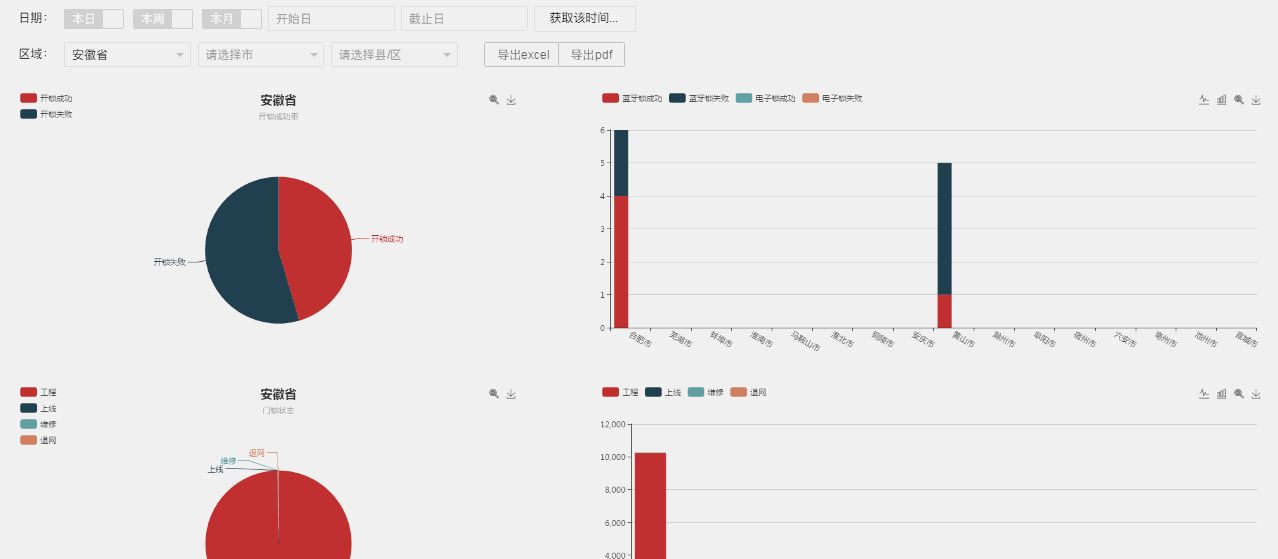 日期： 本日 本周 本月 开始日 截止日 获取该时间...
区域： 安徽省 请选择市 请选择县/区 导出excel 导出pdf
开锁成功
开锁失败
安徽省
开锁成功率
开锁成功
开锁失败
蓝牙锁成功 蓝牙锁失败 电子锁成功 电子锁失败
6
5
4
3
2
1
0
合肥市 芜湖市 蚌埠市 淮南市 马鞍山市 淮北市 铜陵市 安庆市 黄山市 滁州市 阜阳市 宿州市 六安市 亳州市 池州市 宣城市
工程
上线
维修
退网
安徽省
门锁状态
退网
维修
上线
工程 上线 维修 退网
12,000
10,000
8,000
6,000
4,000